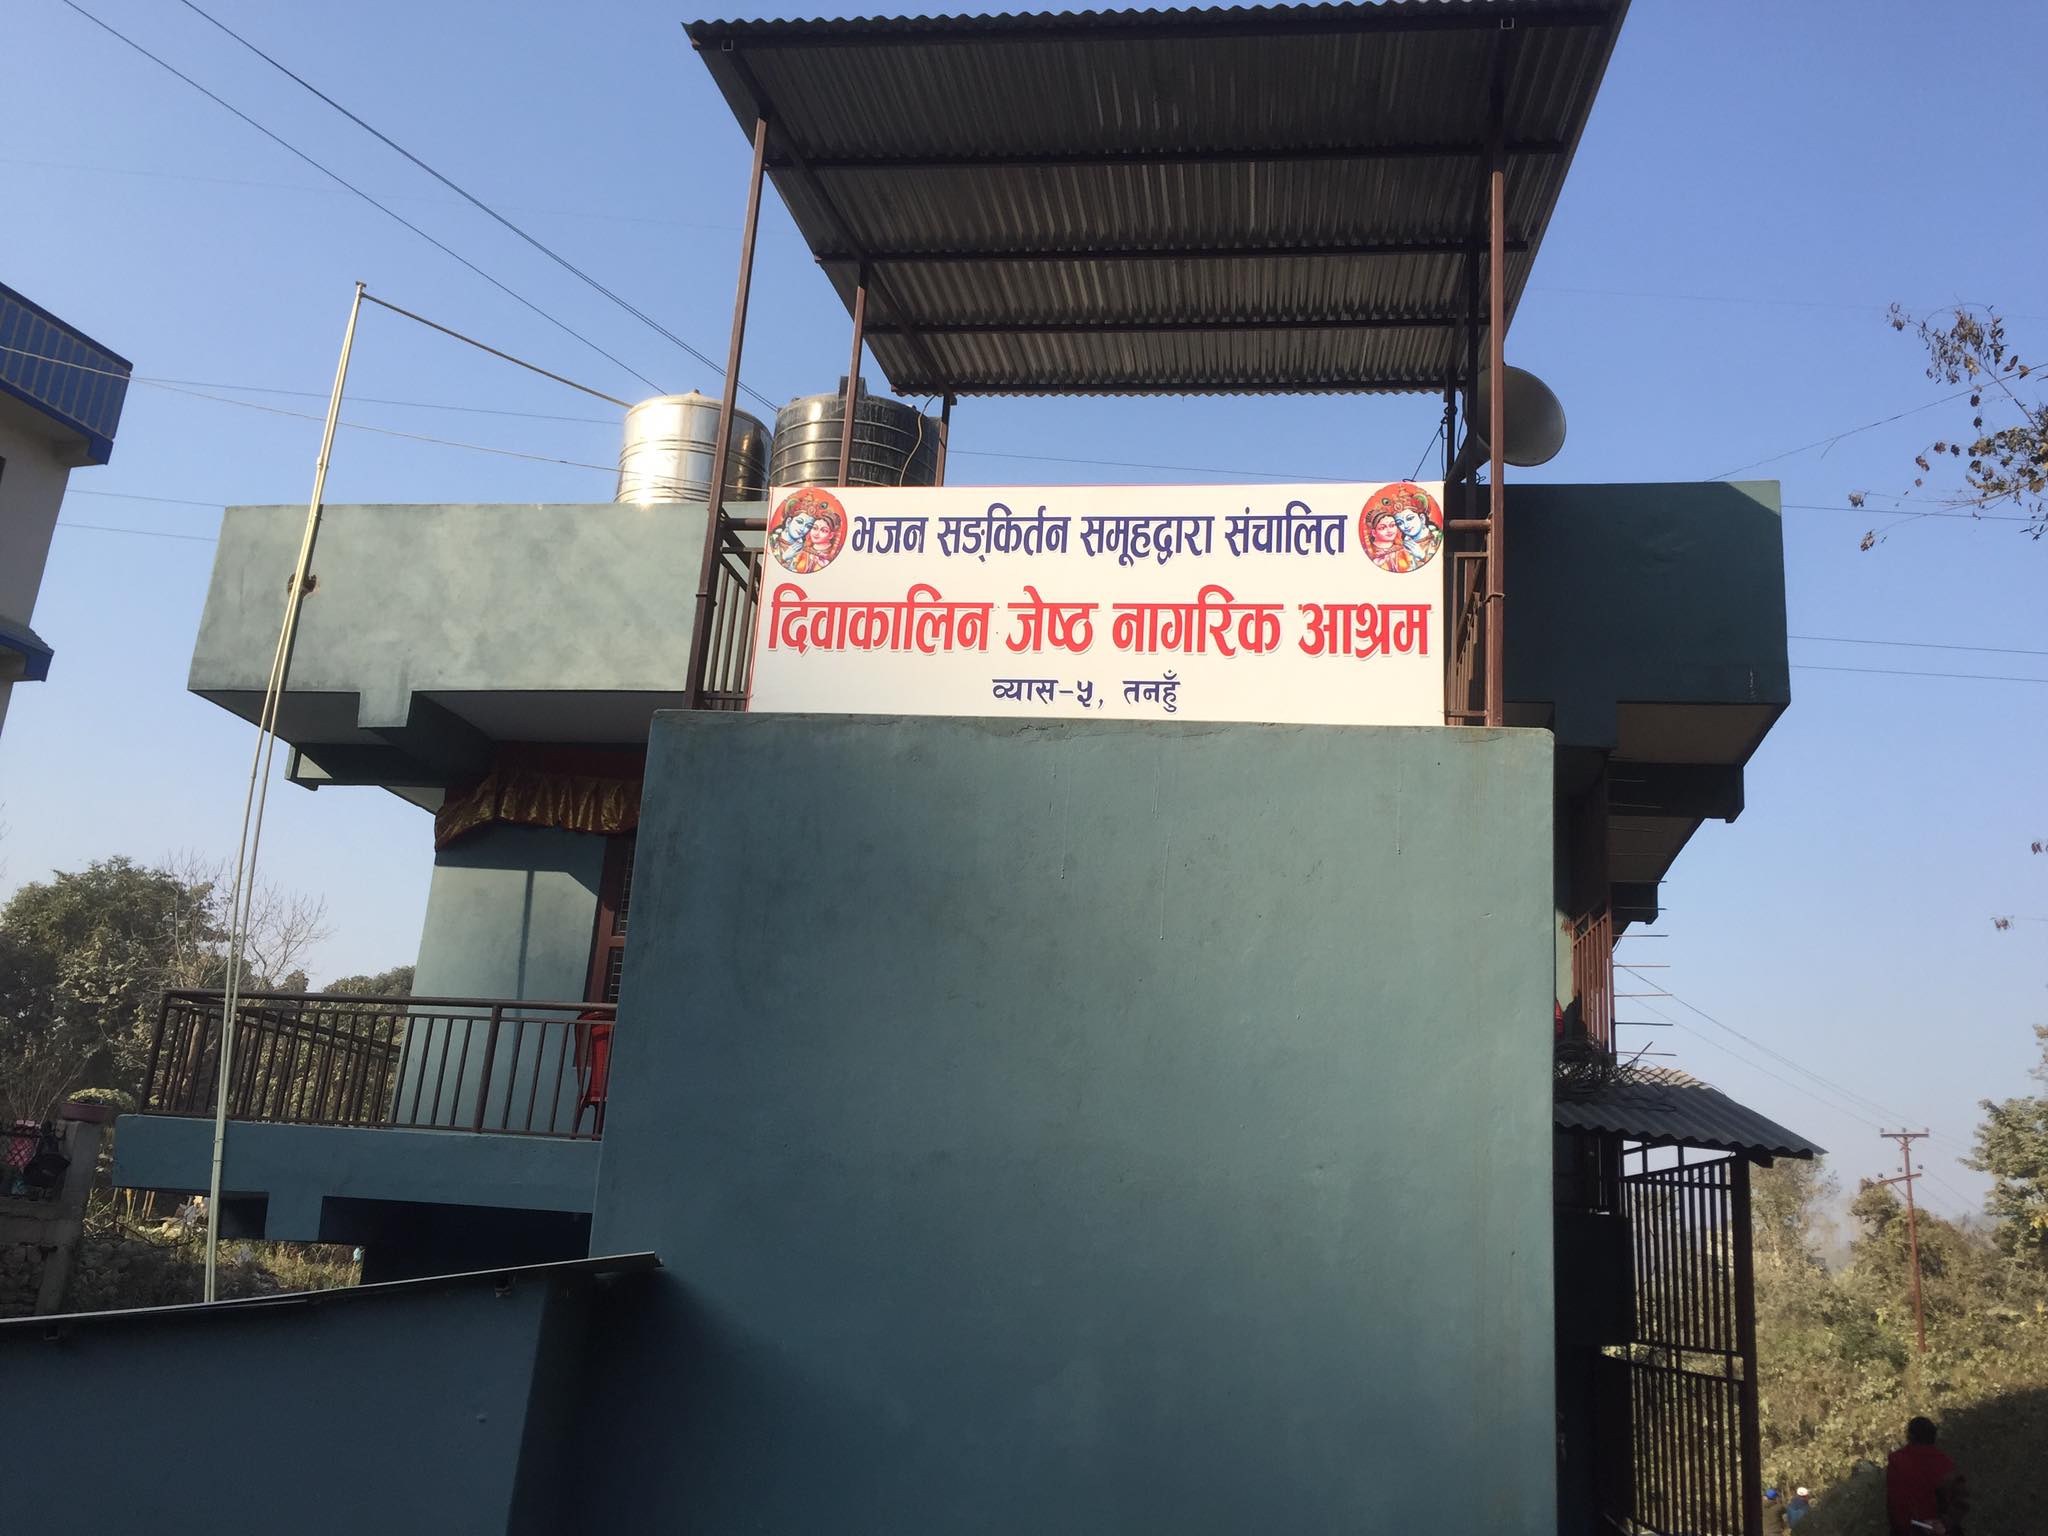 भजन सङ्किर्तन समूहद्वारा संचालित
दिवाकालिन जेष्ठ नागरिक आश्रम
व्यास-५, तनहुँ